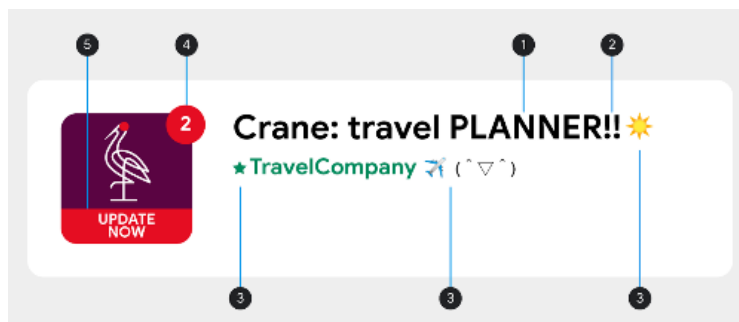 5 4 1 2
2
Crane: travel PLANNER!!☀️
★TravelCompany ✈️ (ˆ▽ˆ)
UPDATE
NOW
3 3 3